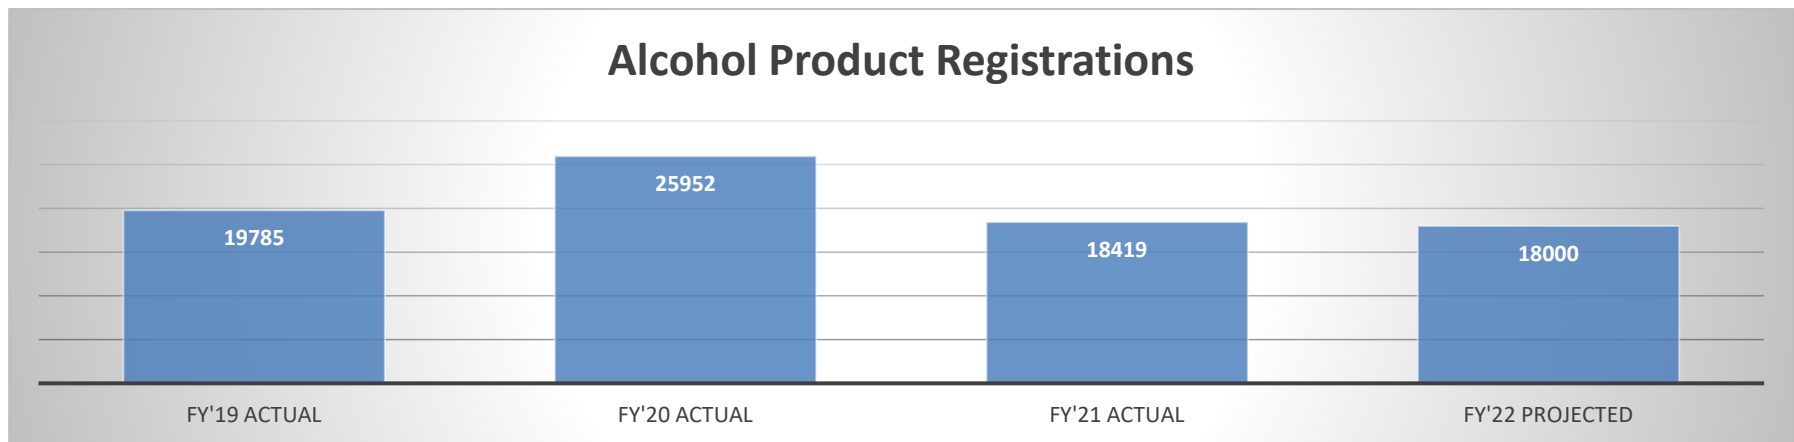 Alcohol Product Registrations
25952
19785
18419
18000
FY'19 ACTUAL
FY'20 ACTUAL
FY'21 ACTUAL
FY'22 PROJECTED